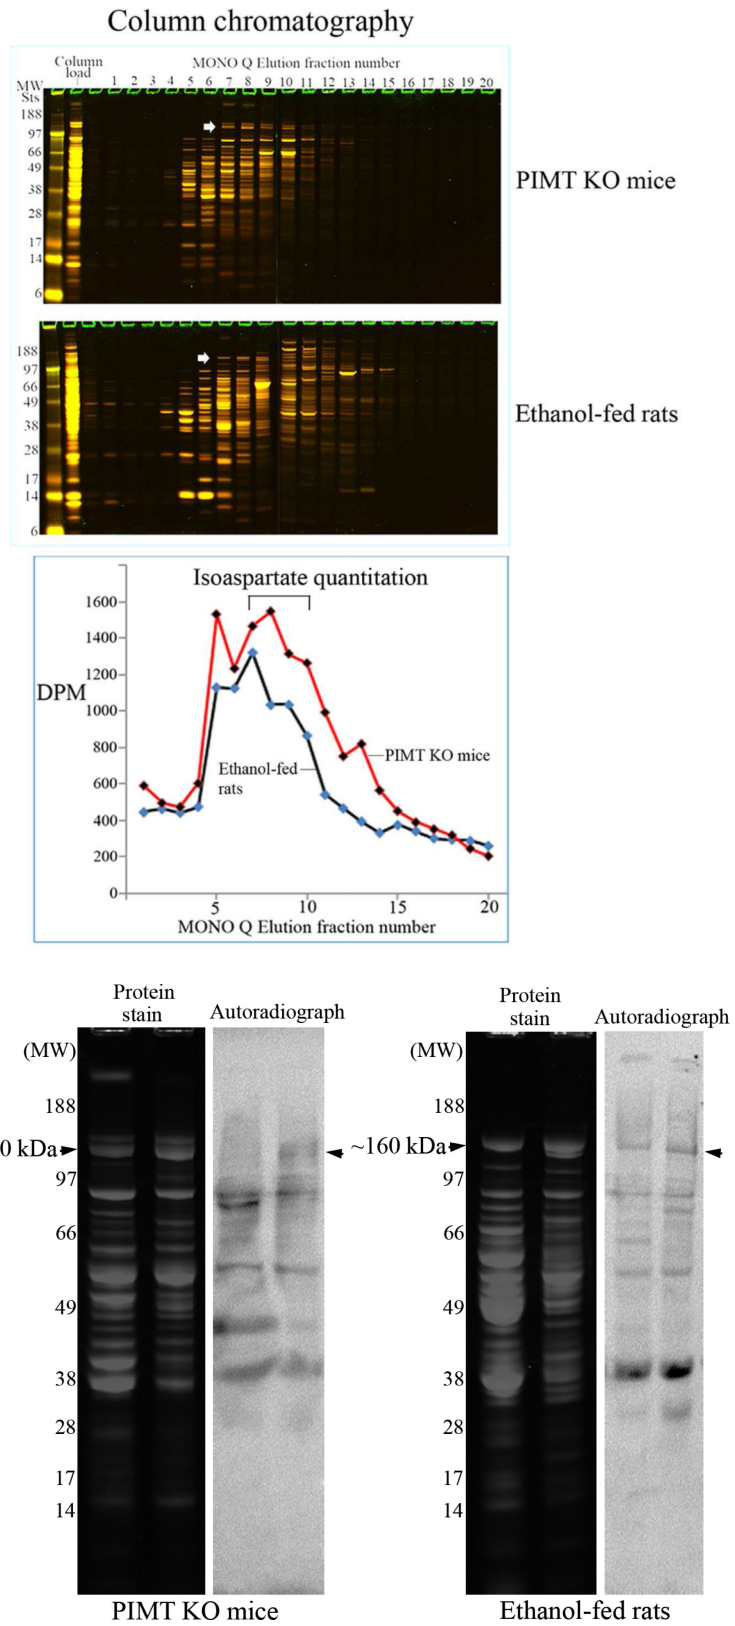 Column chromatography
Column
load
MONO Q Elution fraction number
1 2 3 4 5 6 7 8 9 10 11 12 13 14 15 16 17 18 19 20
MW
Sts
188
97
66
49
38
28
17
14
6
PIMT KO mice
188
97
66
49
38
28
17
14
6
Ethanol-fed rats
Isoaspartate quantitation
1600
1400
1200
1000
800
600
400
200
0
DPM
PIMT KO mice
Ethanol-fed
rats
5 10 15 20
MONO Q Elution fraction number
Protein
stain
Autoradiograph
(MW)
188
0 kDa
97
66
49
38
28
17
14
PIMT KO mice
Protein
stain
Autoradiograph
(MW)
188
~160 kDa
97
66
49
38
28
17
14
Ethanol-fed rats